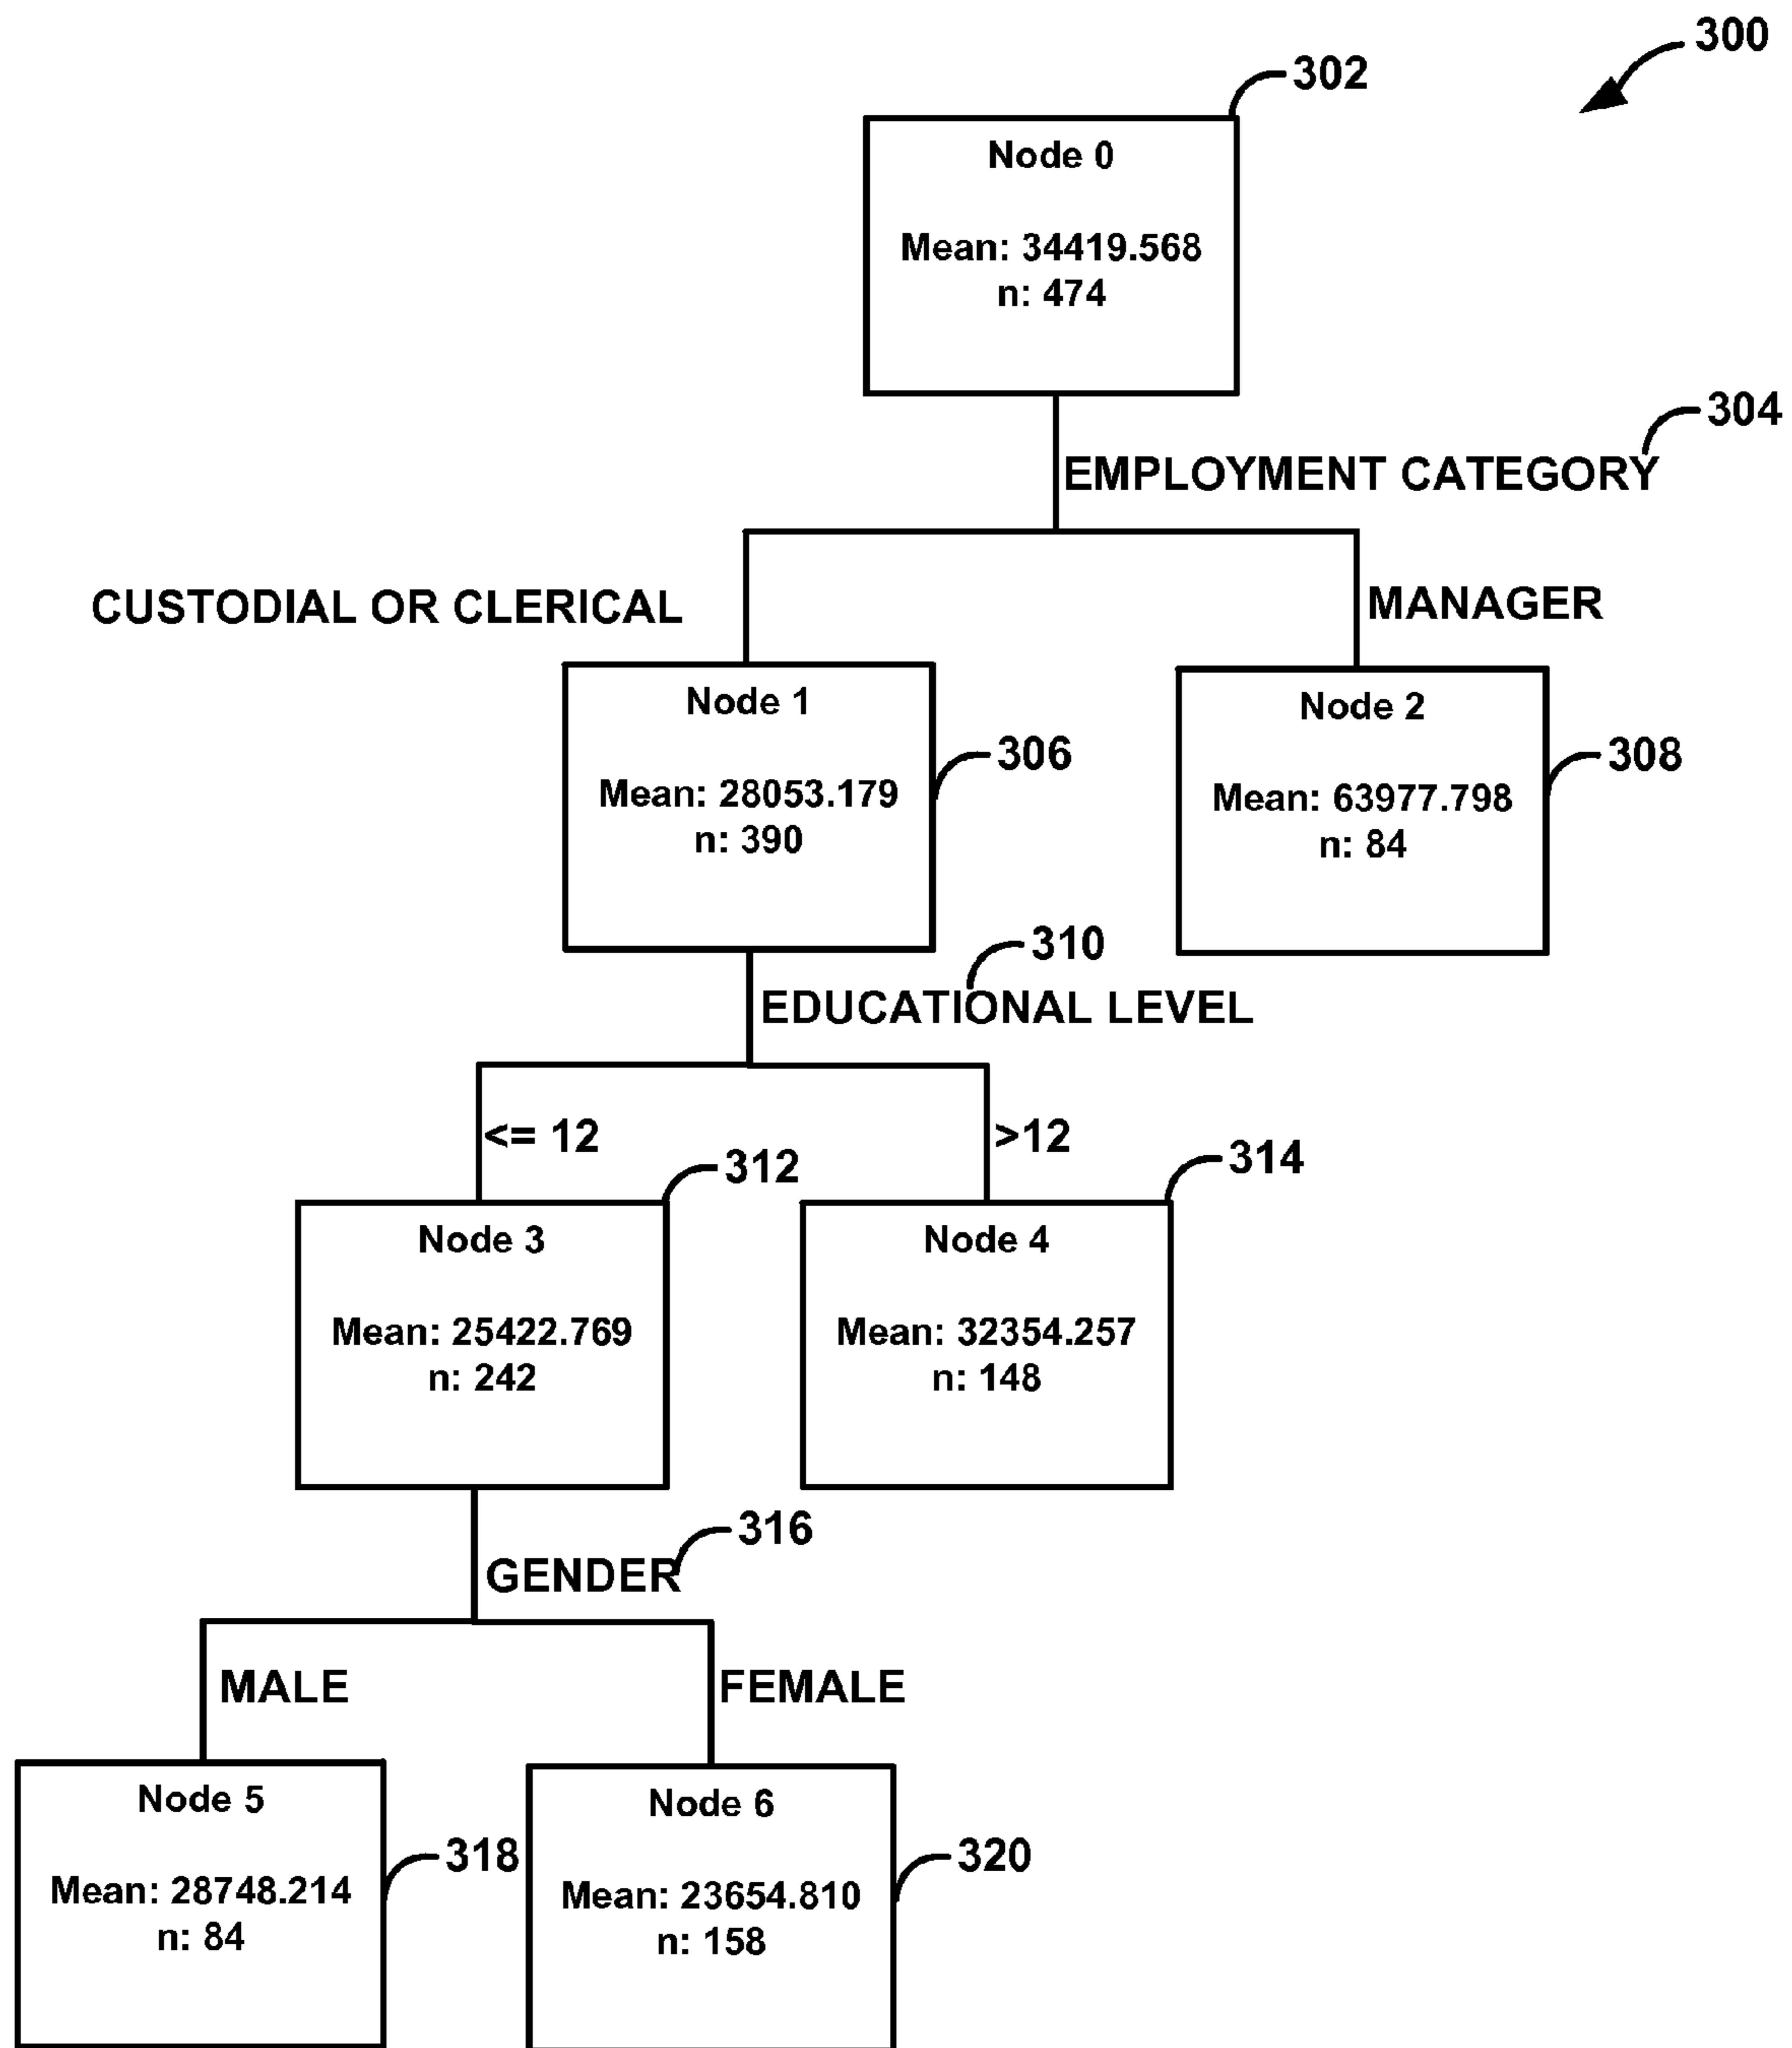 300
302
Node 0
Mean: 34419.568
n: 474
304
EMPLOYMENT CATEGORY
CUSTODIAL OR CLERICAL
MANAGER
Node 1
Mean: 28053.179
n: 390
306
Node 2
Mean: 63977.798
n: 84
308
310
EDUCATIONAL LEVEL
<= 12
>12
312
314
Node 3
Mean: 25422.769
n: 242
Node 4
Mean: 32354.257
n: 148
316
GENDER
MALE
FEMALE
Node 5
Mean: 28748.214
n: 84
318
Node 6
Mean: 23654.810
n: 158
320